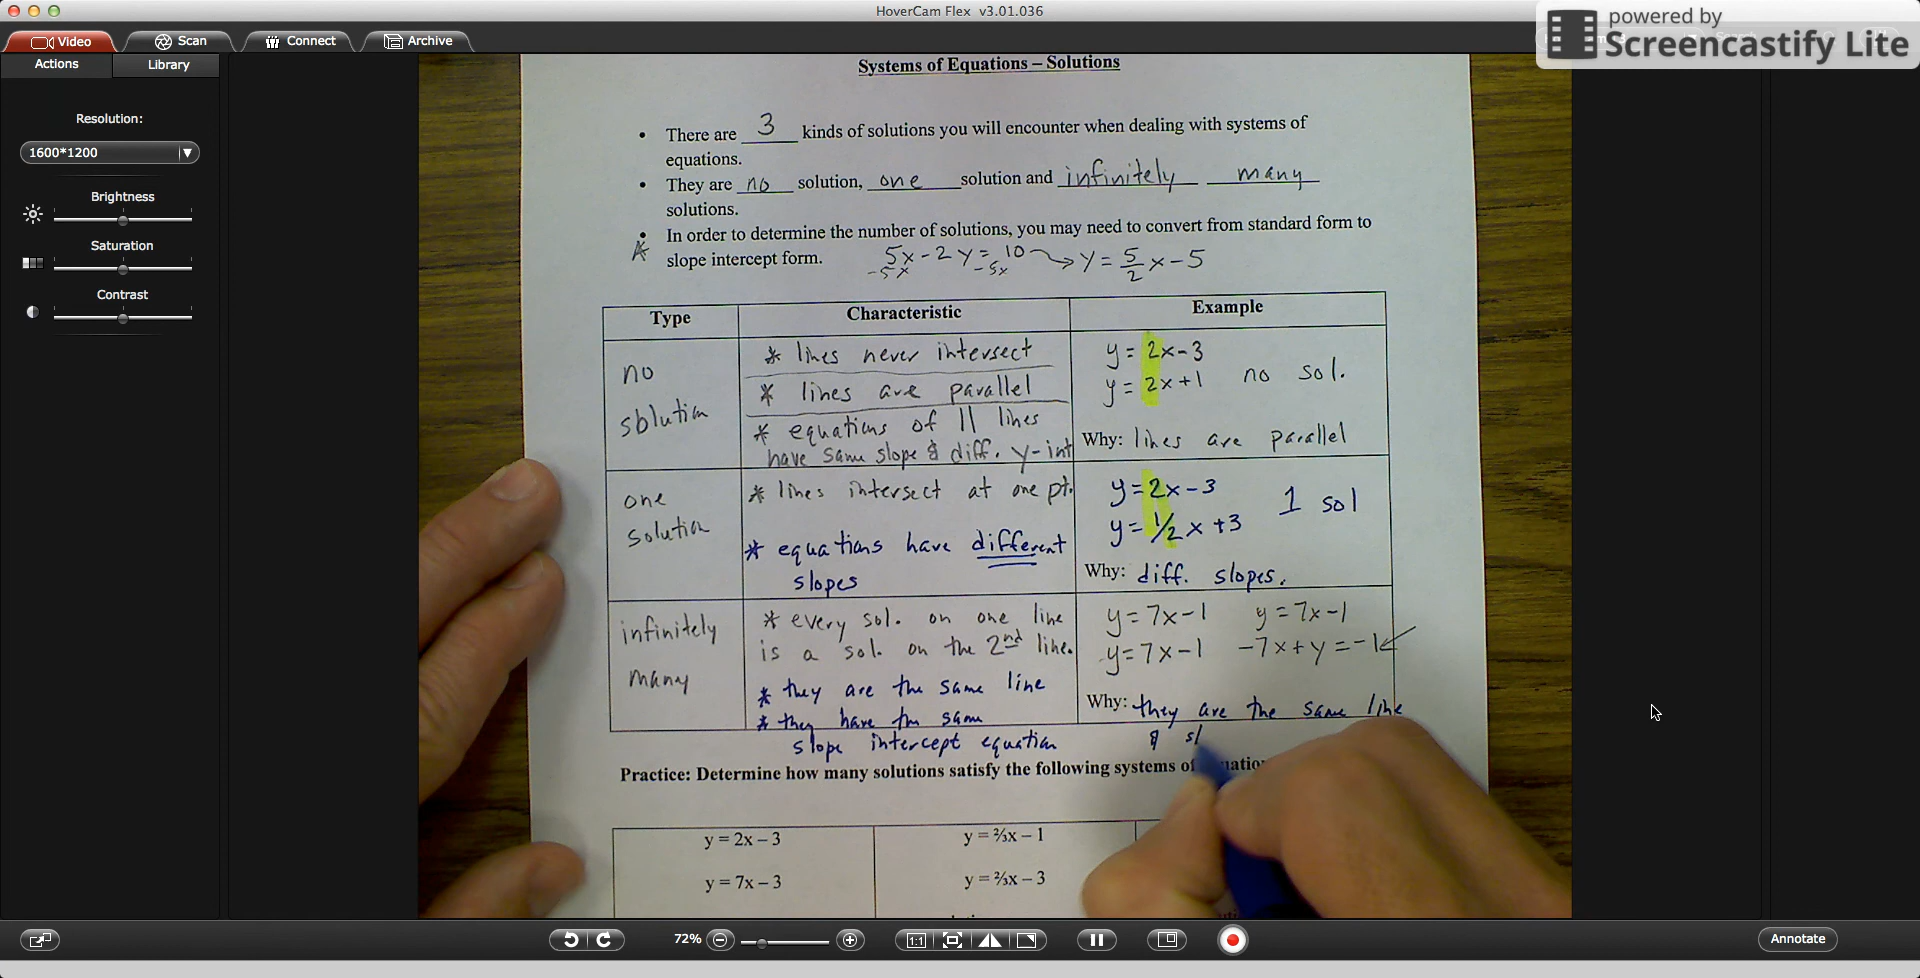 HoverCam Flex v3.01.036
powered by
Screencastify Lite
Video
Scan
Connect
Archive
Actions
Library
Resolution:
1600*1200
Brightness
Saturation
Contrast
Systems of Equations – Solutions
• There are 3 kinds of solutions you will encounter when dealing with systems of
equations.
• They are no solution, one solution and infinitely many
solutions.
• In order to determine the number of solutions, you may need to convert from standard form to
slope intercept form. 5x - 2y = 10 → y = 5/2 x - 5
-5x -5x
Type Characteristic Example
no
solution
* lines never intersect
* lines are parallel
* equations of || lines
have same slope & diff. y-int
y = 2x - 3
y = 2x + 1 no sol.
Why: lines are parallel
one
solution
* lines intersect at one pt.
* equations have different
slopes
y = 2x - 3 1 sol
y = 1/2 x + 3
Why: diff. slopes.
infinitely
many
* every sol. on one line
is a sol. on the 2nd line.
* they are the same line
* they have the same
slope intercept equation
y = 7x - 1 y = 7x - 1
y = 7x - 1 -7x + y = -1
Why: they are the same line
& sl
Practice: Determine how many solutions satisfy the following systems of
y = 2x – 3 y = ⅔x – 1
y = 7x – 3 y = ⅔x – 3
72%
1:1
Annotate